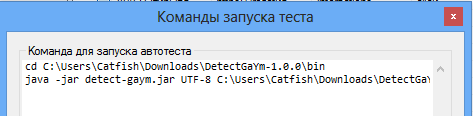 Команды запуска теста
x
Команда для запуска автотеста
cd C:\Users\Catfish\Downloads\DetectGaYm-1.0.0\bin
java -jar detect-gaym.jar UTF-8 C:\Users\Catfish\Downloads\DetectGaY